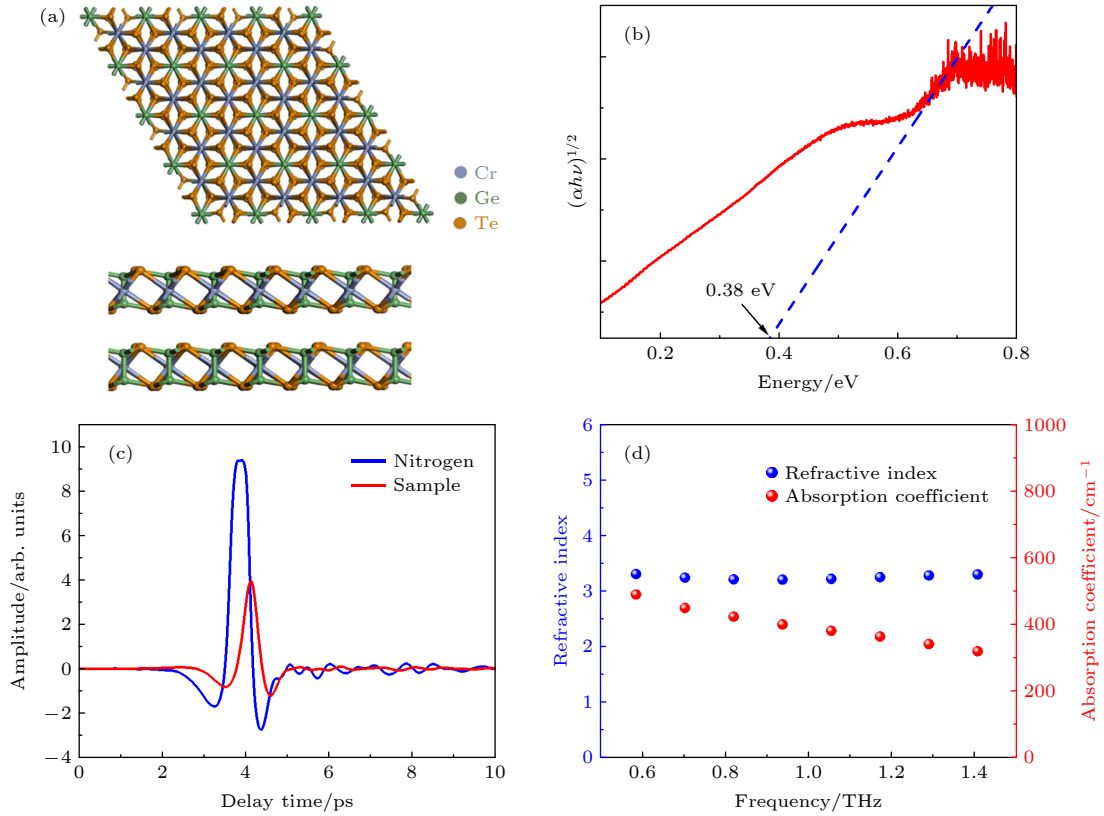 (a)
Cr
Ge
Te
(b)
(αhν)^{1/2}
0.38 eV
0.2 0.4 0.6 0.8
Energy/eV
(c)
Nitrogen
Sample
10
8
6
4
2
0
−2
−4
Amplitude/arb. units
0 2 4 6 8 10
Delay time/ps
(d)
Refractive index
Absorption coefficient
6
5
4
3
2
1
0
Refractive index
1000
800
600
400
200
0
Absorption coefficient/cm⁻¹
0.6 0.8 1.0 1.2 1.4
Frequency/THz